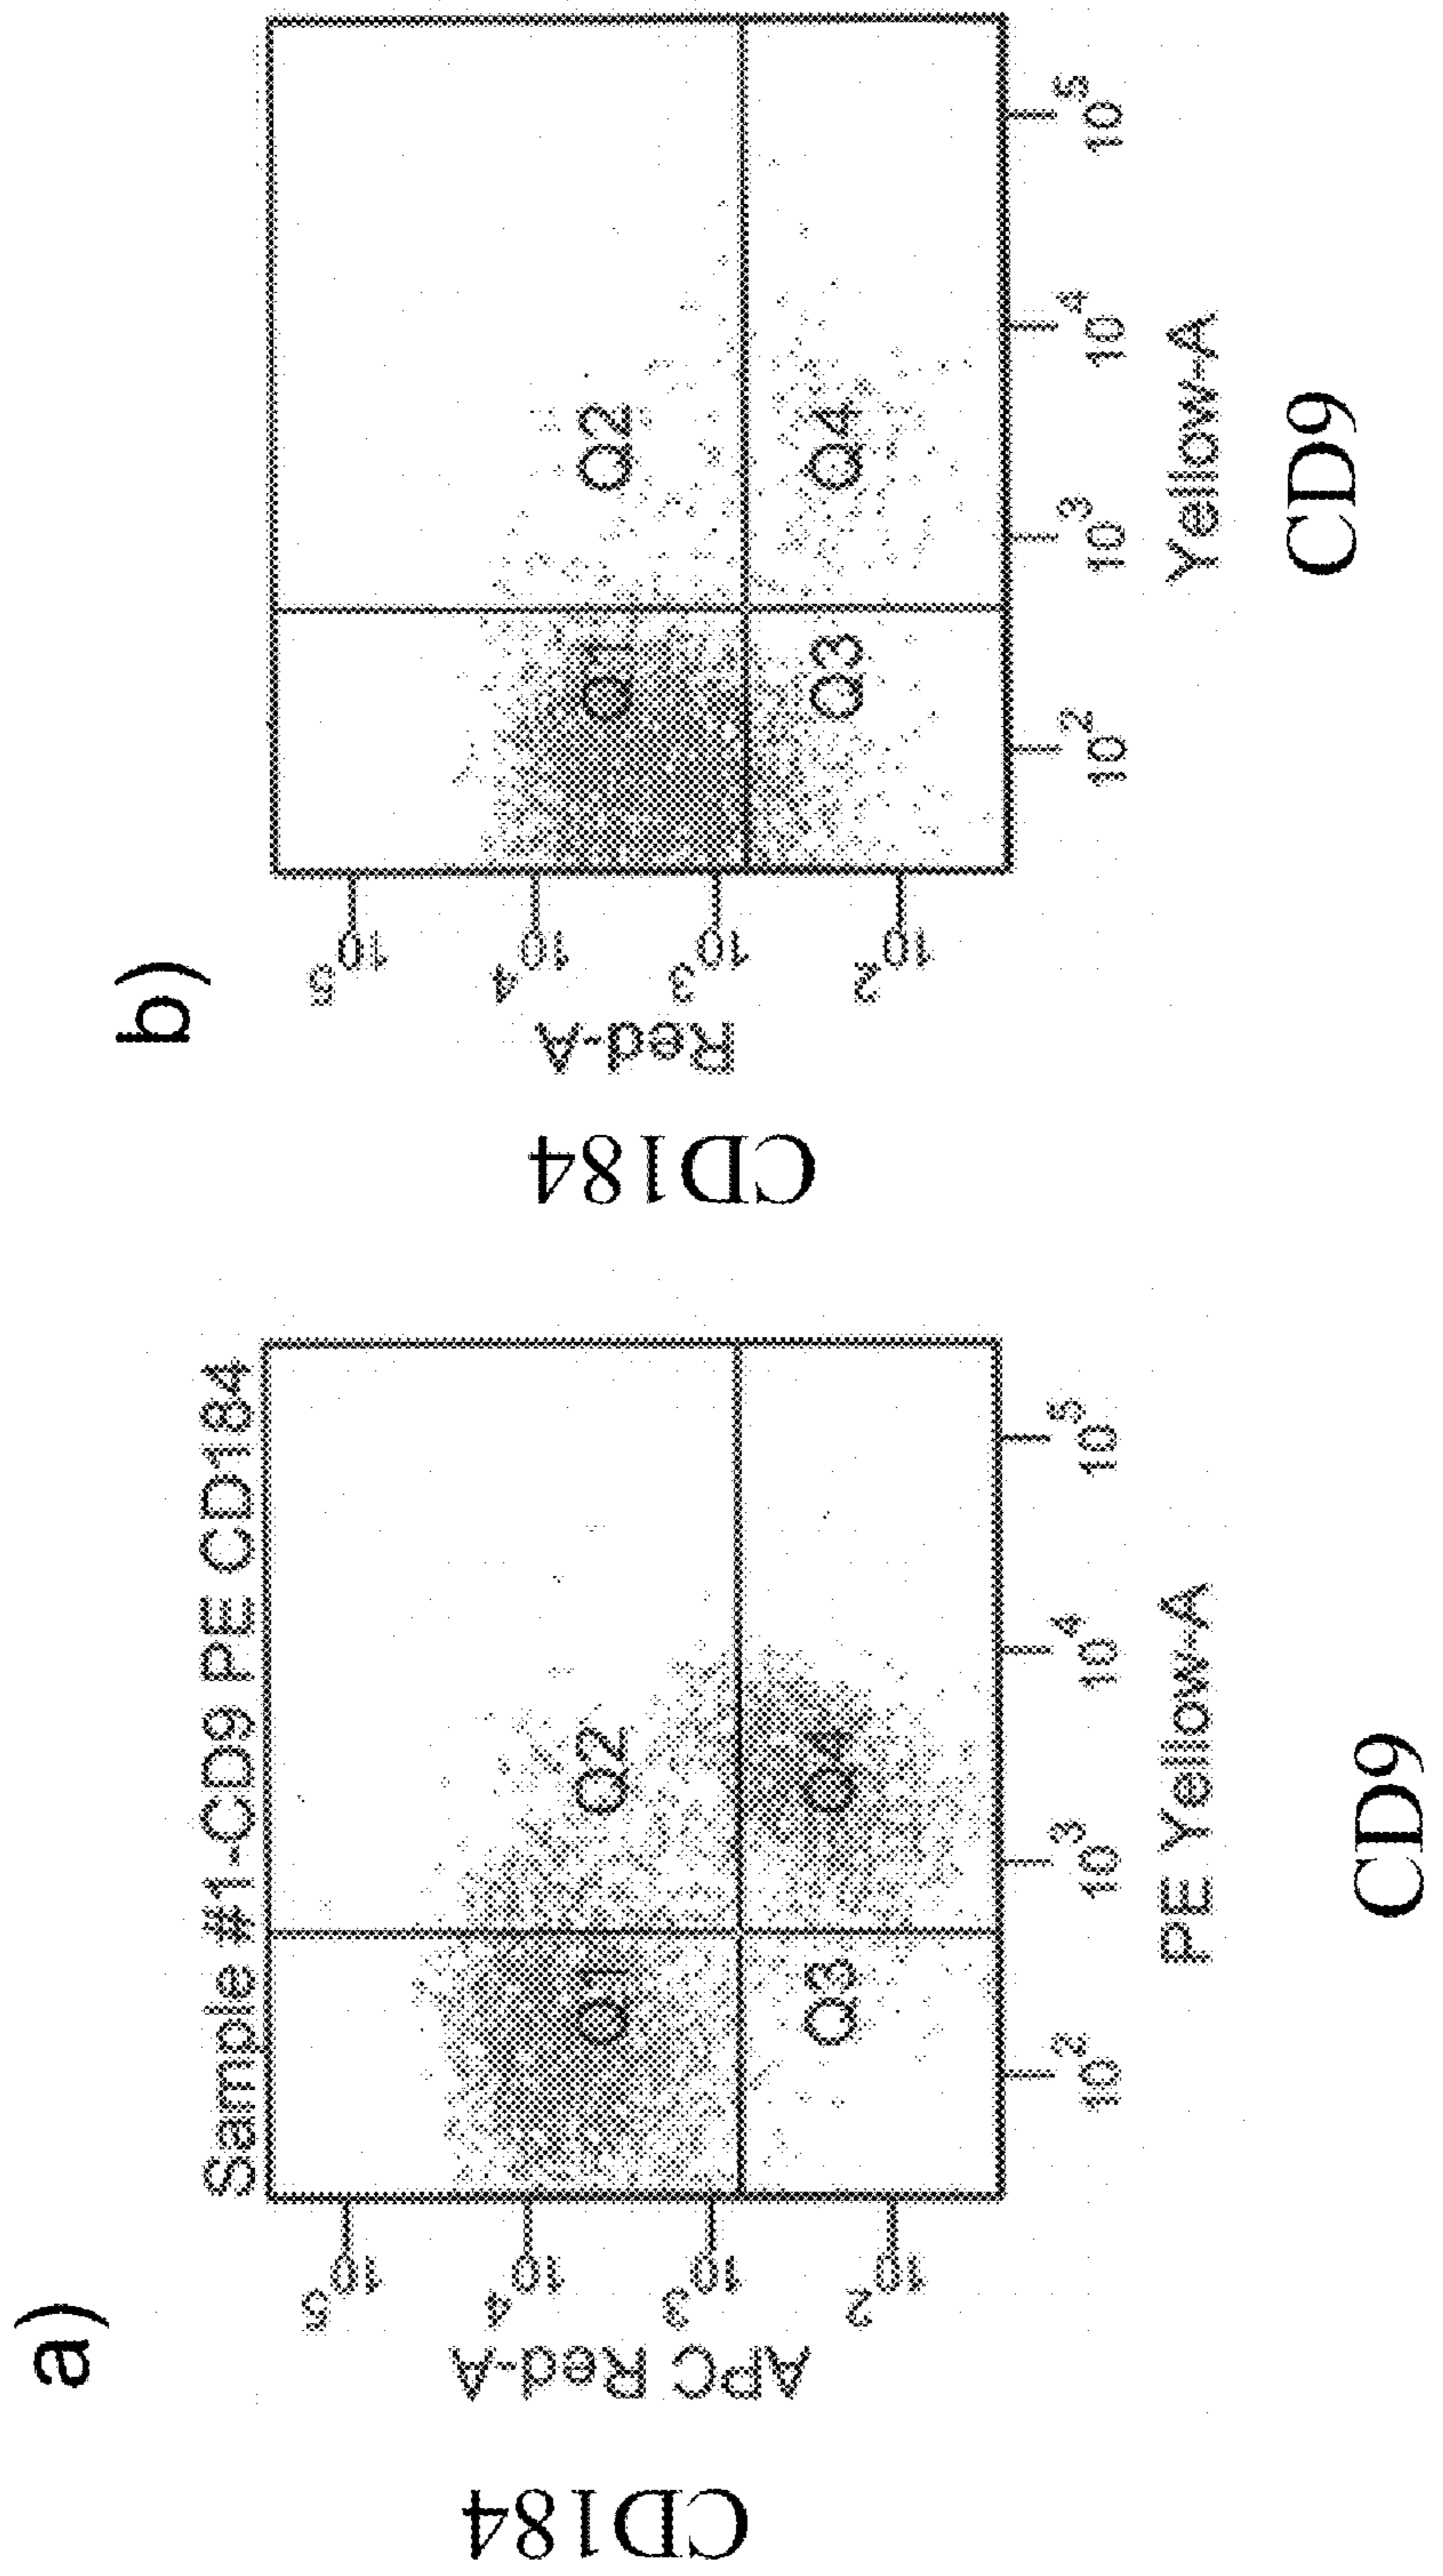 a)
Sample #1-CD9 PE CD184
CD184
APC Red-A
10^5
10^4
10^3
10^2
Q1
Q2
Q3
Q4
10^2
10^3
10^4
10^5
PE Yellow-A
CD9
b)
CD184
Red-A
10^5
10^4
10^3
10^2
Q1
Q2
Q3
Q4
10^2
10^3
10^4
10^5
Yellow-A
CD9